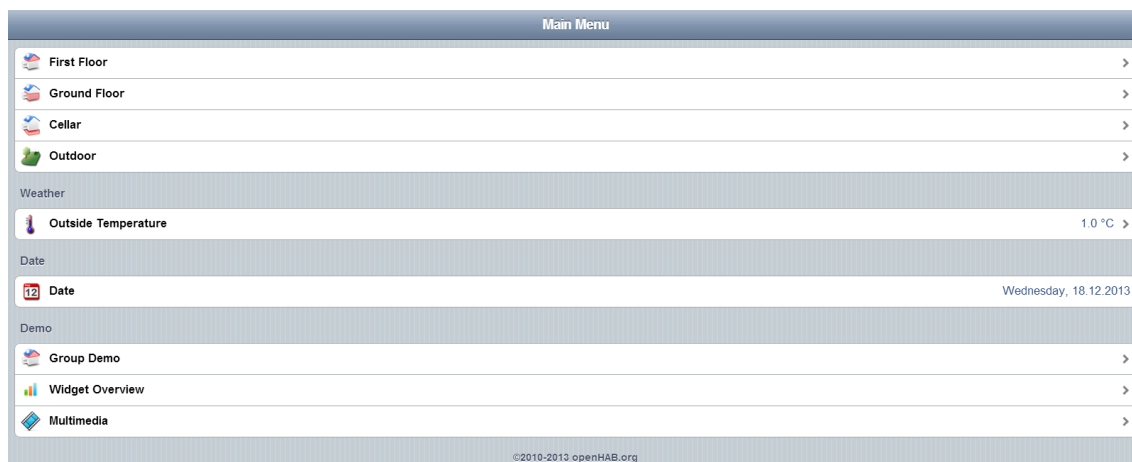 Main Menu
First Floor
Ground Floor
Cellar
Outdoor
Weather
Outside Temperature 1.0 °C
Date
12 Date Wednesday, 18.12.2013
Demo
Group Demo
Widget Overview
Multimedia
©2010-2013 openHAB.org